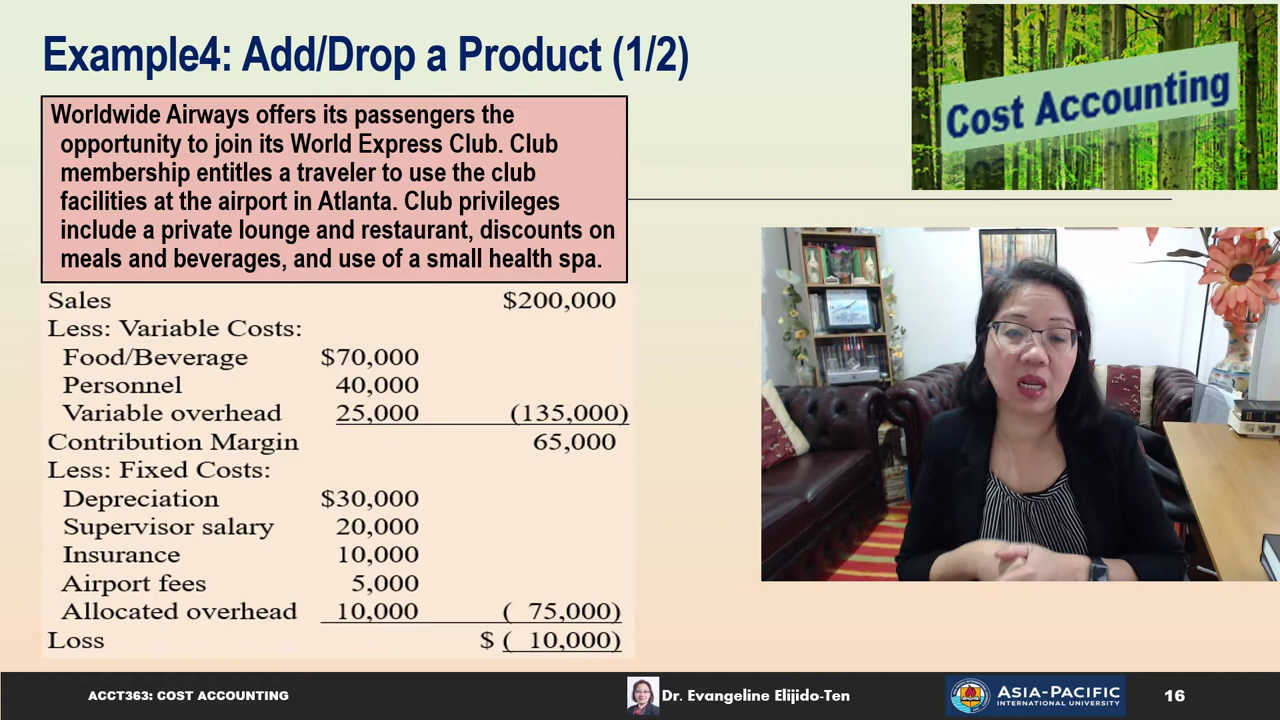 Example4: Add/Drop a Product (1/2)
Cost Accounting
Worldwide Airways offers its passengers the
opportunity to join its World Express Club. Club
membership entitles a traveler to use the club
facilities at the airport in Atlanta. Club privileges
include a private lounge and restaurant, discounts on
meals and beverages, and use of a small health spa.
Sales $200,000
Less: Variable Costs:
Food/Beverage $70,000
Personnel 40,000
Variable overhead 25,000 (135,000)
Contribution Margin 65,000
Less: Fixed Costs:
Depreciation $30,000
Supervisor salary 20,000
Insurance 10,000
Airport fees 5,000
Allocated overhead 10,000 ( 75,000)
Loss $ ( 10,000)
ACCT363: COST ACCOUNTING
Dr. Evangeline Elijido-Ten
ASIA-PACIFIC
INTERNATIONAL UNIVERSITY
16